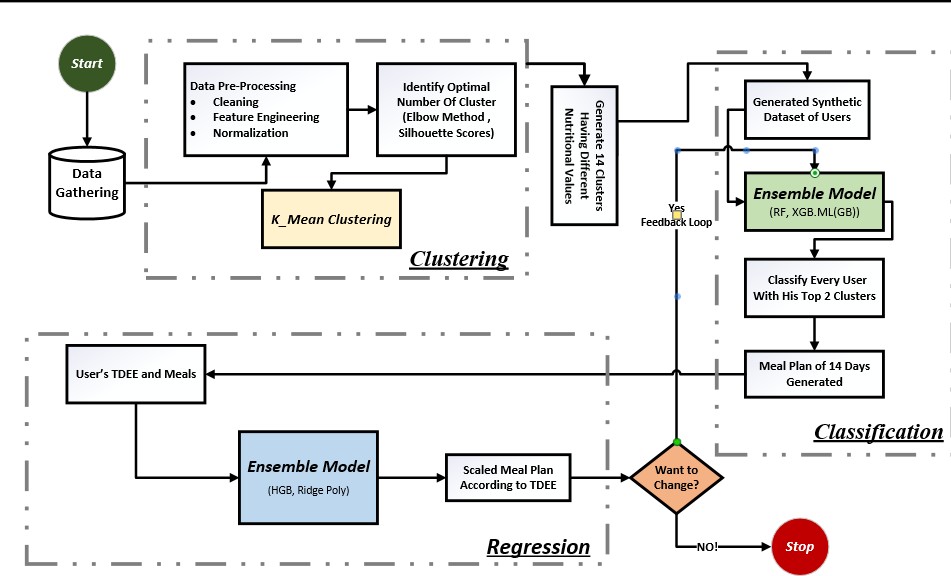 Start
Data
Gathering
Data Pre-Processing
• Cleaning
• Feature Engineering
• Normalization
Identify Optimal
Number Of Cluster
(Elbow Method ,
Silhouette Scores)
K_Mean Clustering
Clustering
Generate 14 Clusters
Having Different
Nutritional Values
Generated Synthetic
Dataset of Users
Ensemble Model
(RF, XGB.ML(GB))
Yes
Feedback Loop
Classify Every User
With His Top 2 Clusters
Meal Plan of 14 Days
Generated
Classification
User’s TDEE and Meals
Ensemble Model
(HGB, Ridge Poly)
Scaled Meal Plan
According to TDEE
Want to
Change?
Regression
NO!
Stop